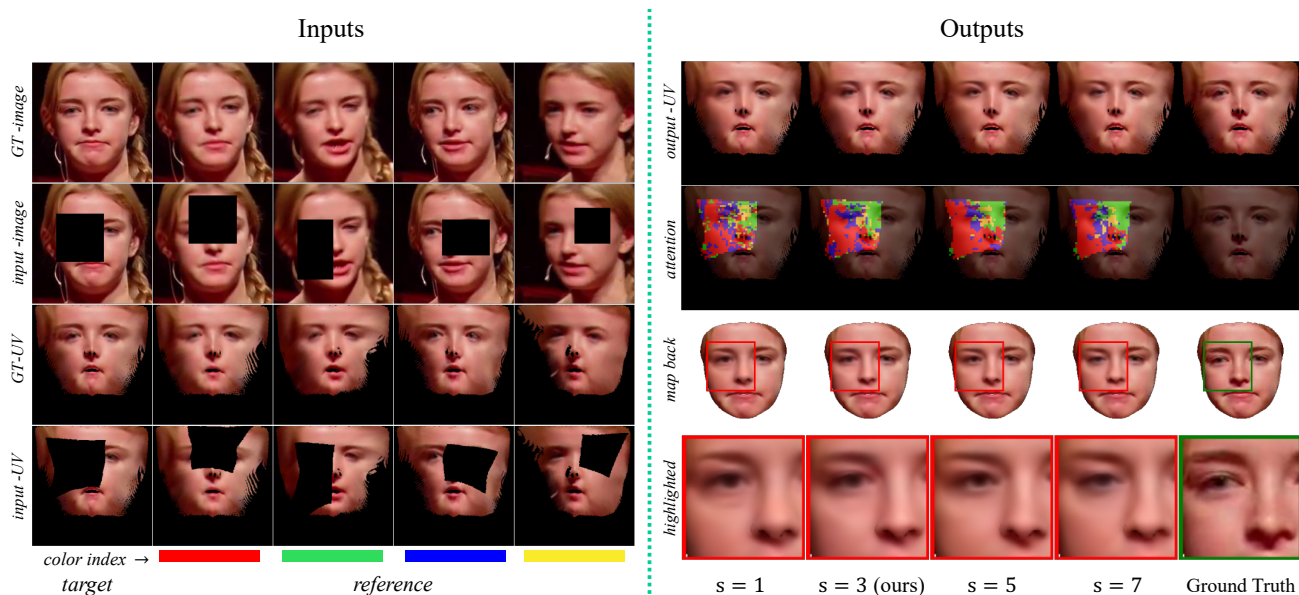 Inputs
Outputs
GT -image
input -image
GT-UV
input -UV
color index →
target
reference
output -UV
attention
map back
highlighted
s = 1
s = 3 (ours)
s = 5
s = 7
Ground Truth